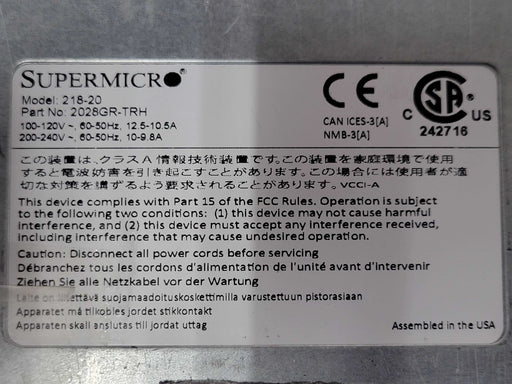 SUPERMICRO
Model: 218-20
Part No: 2028GR-TRH
100-120V ~, 60-50Hz, 12.5-10.5A
200-240V ~, 60-50Hz, 10-9.8A
CE
CAN ICES-3[A]
NMB-3[A]
C SA US
242716
この装置は、クラスA情報技術装置です。この装置を家庭環境で使用
すると電波妨害を引き起こすことがあります。この場合には使用者が適
切な対策を講ずるよう要求されることがあります。VCCI-A
This device complies with Part 15 of the FCC Rules. Operation is subject
to the following two conditions: (1) this device may not cause harmful
interference, and (2) this device must accept any interference received,
including interference that may cause undesired operation.
Caution: Disconnect all power cords before servicing
Débranchez tous les cordons d'alimentation de l'unité avant d'intervenir
Ziehen Sie alle Netzkabel vor der Wartung
Laite on liitettävä suojamaadoituskoskettimilla varustettuun pistorasiaan
Apparatet må tilkobles jordet stikkontakt
Apparaten skall anslutas till jordat uttag
Assembled in the USA